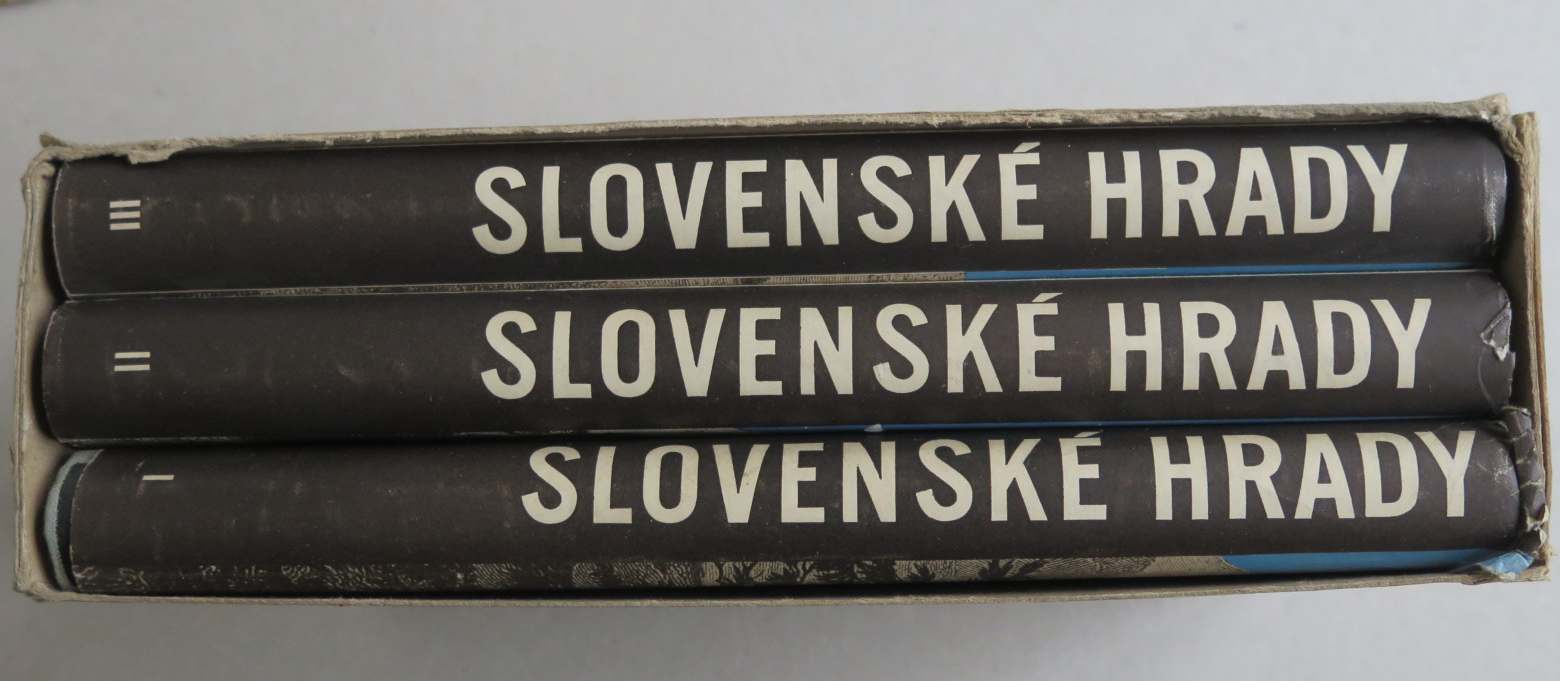 III SLOVENSKÉ HRADY
II SLOVENSKÉ HRADY
I SLOVENSKÉ HRADY